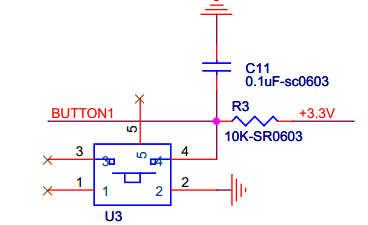 C11
0.1uF-sc0603
BUTTON1
R3
+3.3V
10K-SR0603
5
5
3
3
4
4
1
1
2
2
U3